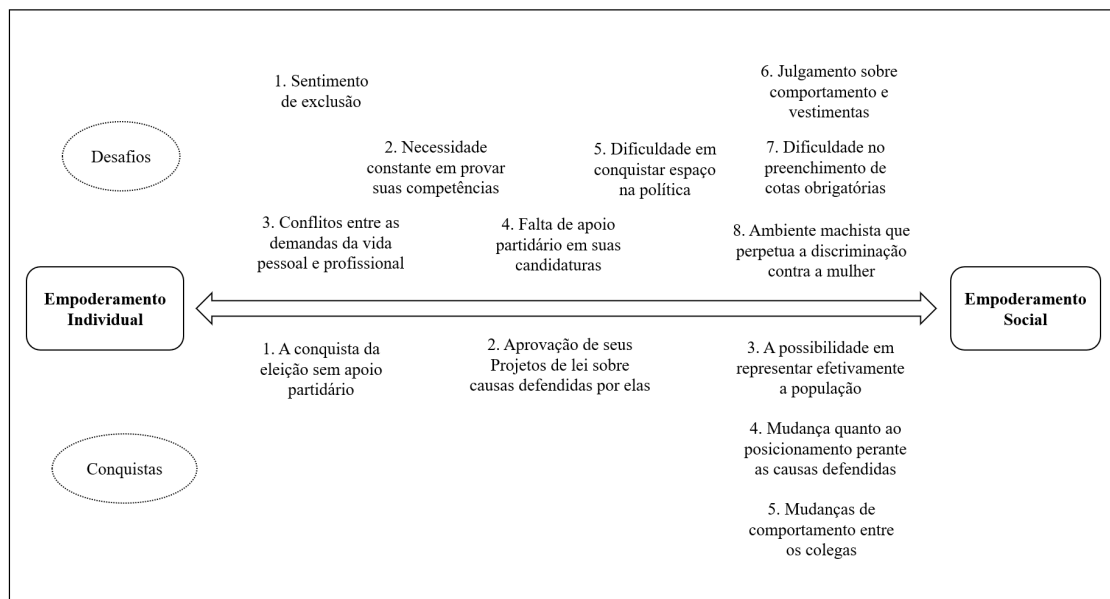 1. Sentimento
de exclusão
6. Julgamento sobre
comportamento e
vestimentas
Desafios
2. Necessidade
constante em provar
suas competências
5. Dificuldade em
conquistar espaço
na política
7. Dificuldade no
preenchimento de
cotas obrigatórias
3. Conflitos entre as
demandas da vida
pessoal e profissional
4. Falta de apoio
partidário em suas
candidaturas
8. Ambiente machista que
perpetua a discriminação
contra a mulher
Empoderamento
Individual
Empoderamento
Social
1. A conquista da
eleição sem apoio
partidário
2. Aprovação de seus
Projetos de lei sobre
causas defendidas por elas
3. A possibilidade em
representar efetivamente
a população
Conquistas
4. Mudança quanto ao
posicionamento perante
as causas defendidas
5. Mudanças de
comportamento entre
os colegas